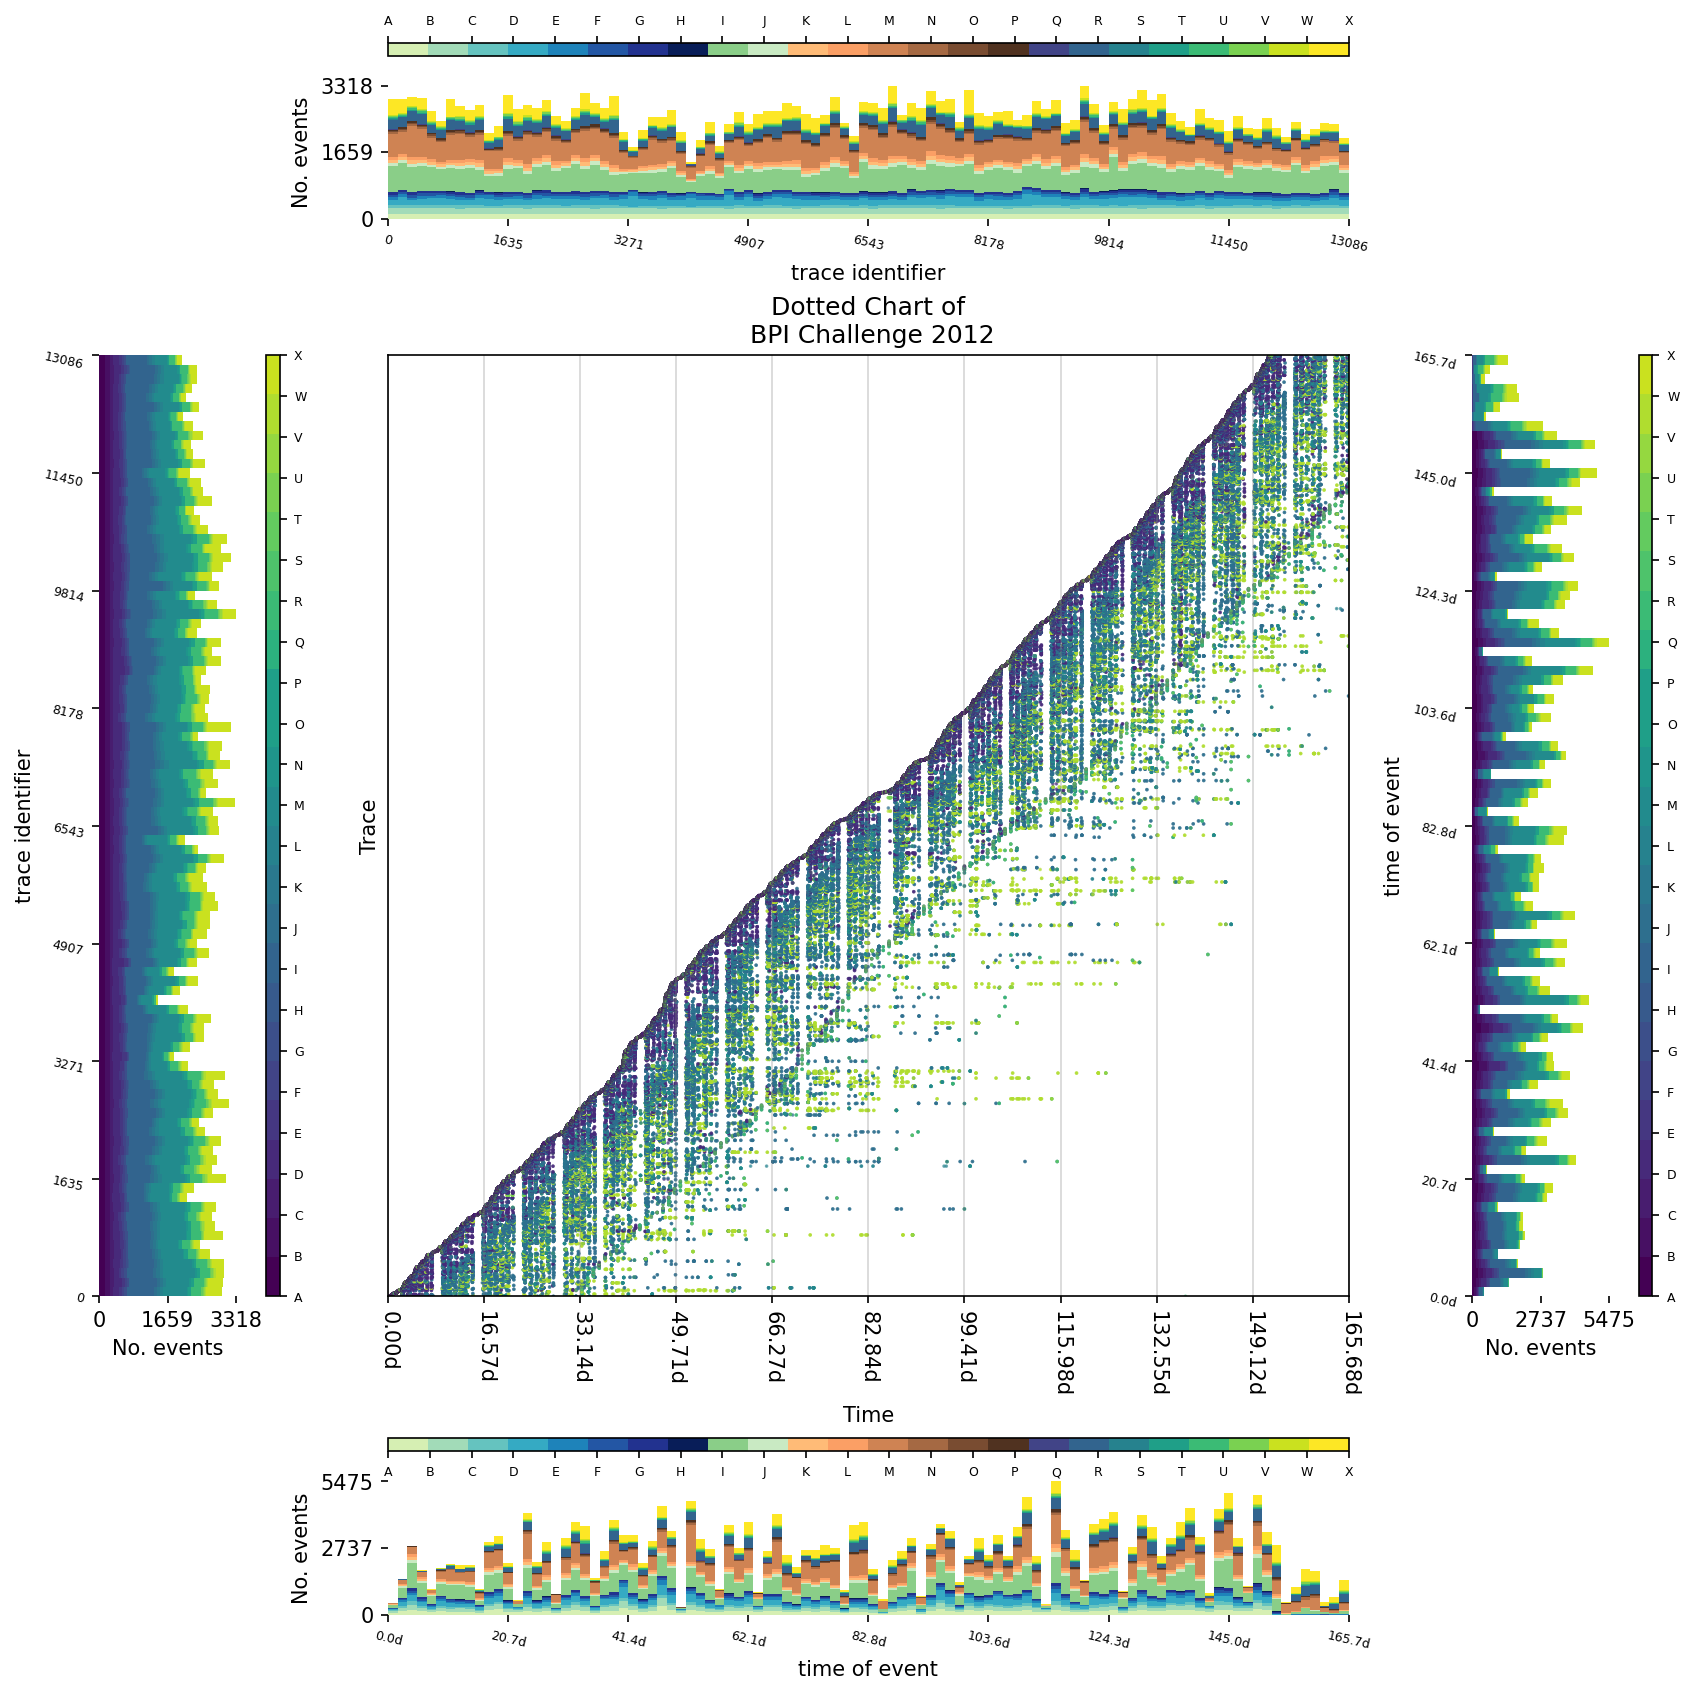 A B C D E F G H I J K L M N O P Q R S T U V W X
No. events
3318
1659
0
0 1635 3271 4907 6543 8178 9814 11450 13086
trace identifier
Dotted Chart of
BPI Challenge 2012
trace identifier
13086
11450
9814
8178
6543
4907
3271
1635
0
0 1659 3318
No. events
X
W
V
U
T
S
R
Q
P
O
N
M
L
K
J
I
H
G
F
E
D
C
B
A
Trace
0.00d 16.57d 33.14d 49.71d 66.27d 82.84d 99.41d 115.98d 132.55d 149.12d 165.68d
Time
time of event
165.7d
145.0d
124.3d
103.6d
82.8d
62.1d
41.4d
20.7d
0.0d
0 2737 5475
No. events
X
W
V
U
T
S
R
Q
P
O
N
M
L
K
J
I
H
G
F
E
D
C
B
A
A B C D E F G H I J K L M N O P Q R S T U V W X
No. events
5475
2737
0
0.0d 20.7d 41.4d 62.1d 82.8d 103.6d 124.3d 145.0d 165.7d
time of event